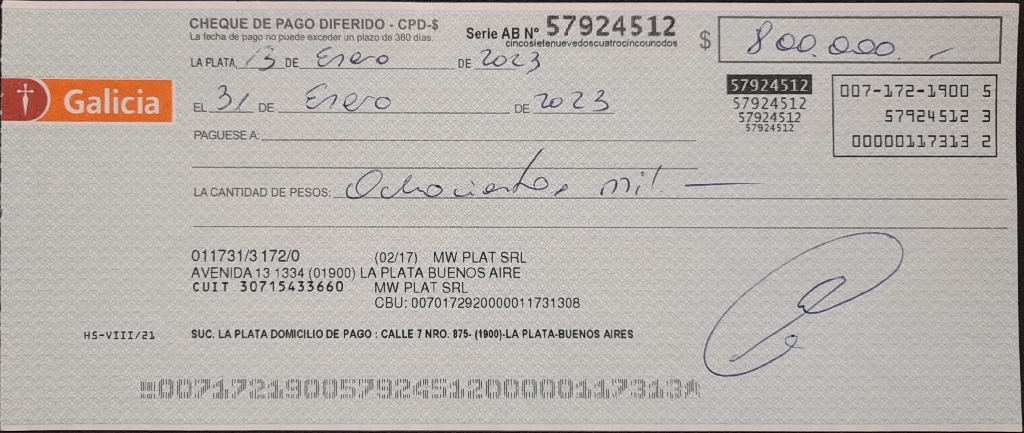 CHEQUE DE PAGO DIFERIDO - CPD-$
La fecha de pago no puede exceder un plazo de 360 días.
Serie AB Nº 57924512
cincosietenuevedoscuatrocincounodos
$ 800.000.-
LA PLATA, 13 DE Enero DE 2023
Galicia
EL 31 DE Enero DE 2023
57924512
57924512
57924512
57924512
007-172-1900 5
57924512 3
00000117313 2
PAGUESE A:
LA CANTIDAD DE PESOS: Ochocientos mil. —
011731/3 172/0 (02/17) MW PLAT SRL
AVENIDA 13 1334 (01900) LA PLATA BUENOS AIRE
CUIT 30715433660 MW PLAT SRL
CBU: 0070172920000011731308
HS-VIII/21
SUC. LA PLATA DOMICILIO DE PAGO : CALLE 7 NRO. 875- (1900)-LA PLATA-BUENOS AIRES
00717219005792451200000117313